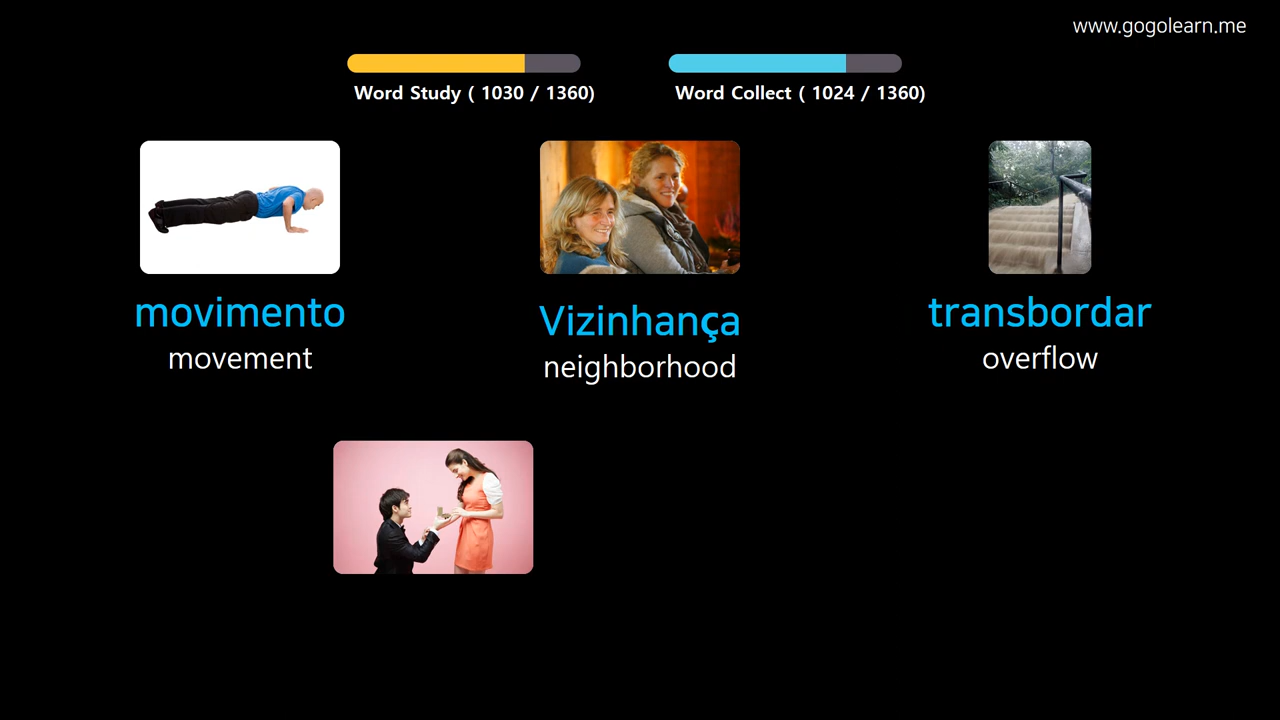 www.gogolearn.me
Word Study ( 1030 / 1360)
Word Collect ( 1024 / 1360)
movimento
movement
Vizinhança
neighborhood
transbordar
overflow